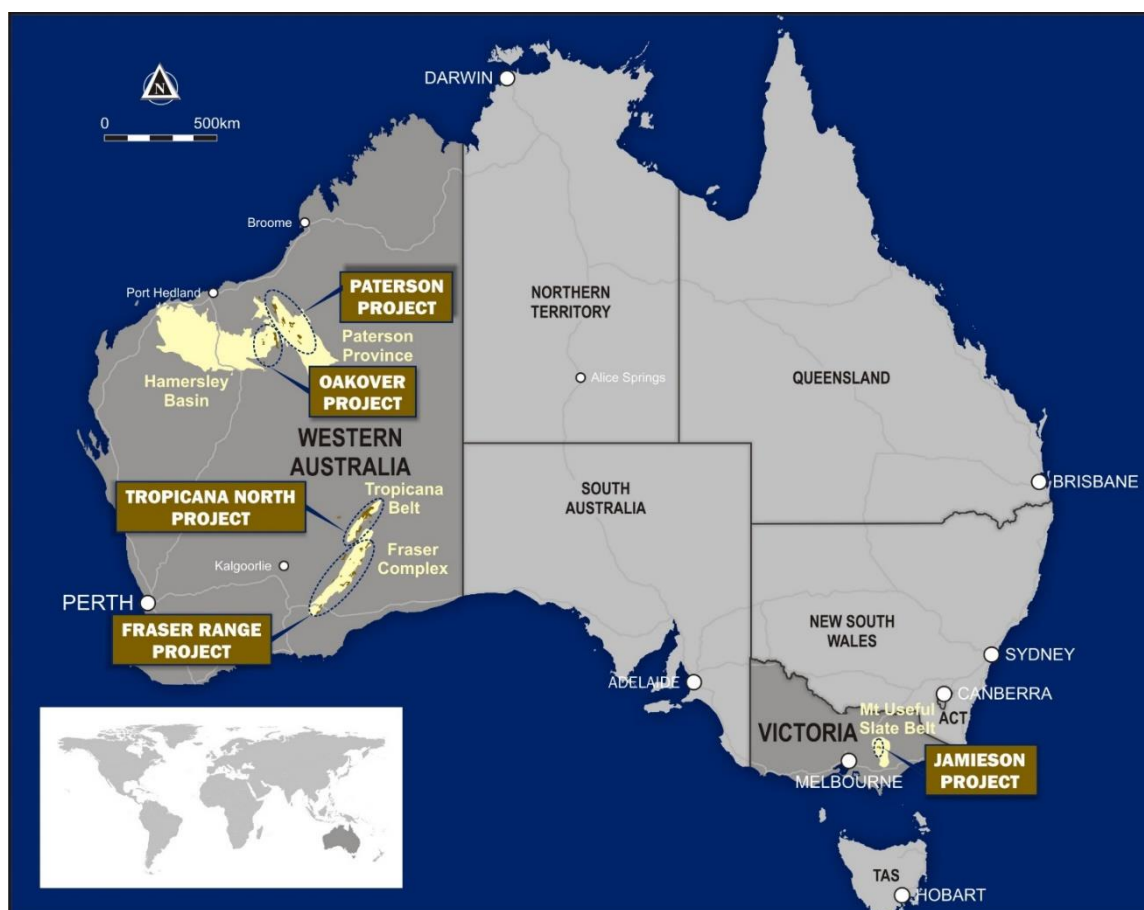 DARWIN
N
0 500km
Broome
Port Hedland
PATERSON
PROJECT
NORTHERN
TERRITORY
Paterson
Province
Hamersley
Basin
OAKOVER
PROJECT
Alice Springs
QUEENSLAND
WESTERN
AUSTRALIA
TROPICANA NORTH
PROJECT
Tropicana
Belt
SOUTH
AUSTRALIA
BRISBANE
Kalgoorlie
Fraser
Complex
PERTH
FRASER RANGE
PROJECT
NEW SOUTH
WALES
SYDNEY
ADELAIDE
CANBERRA
ACT
Mt Useful
Slate Belt
VICTORIA
MELBOURNE
JAMIESON
PROJECT
TAS
HOBART